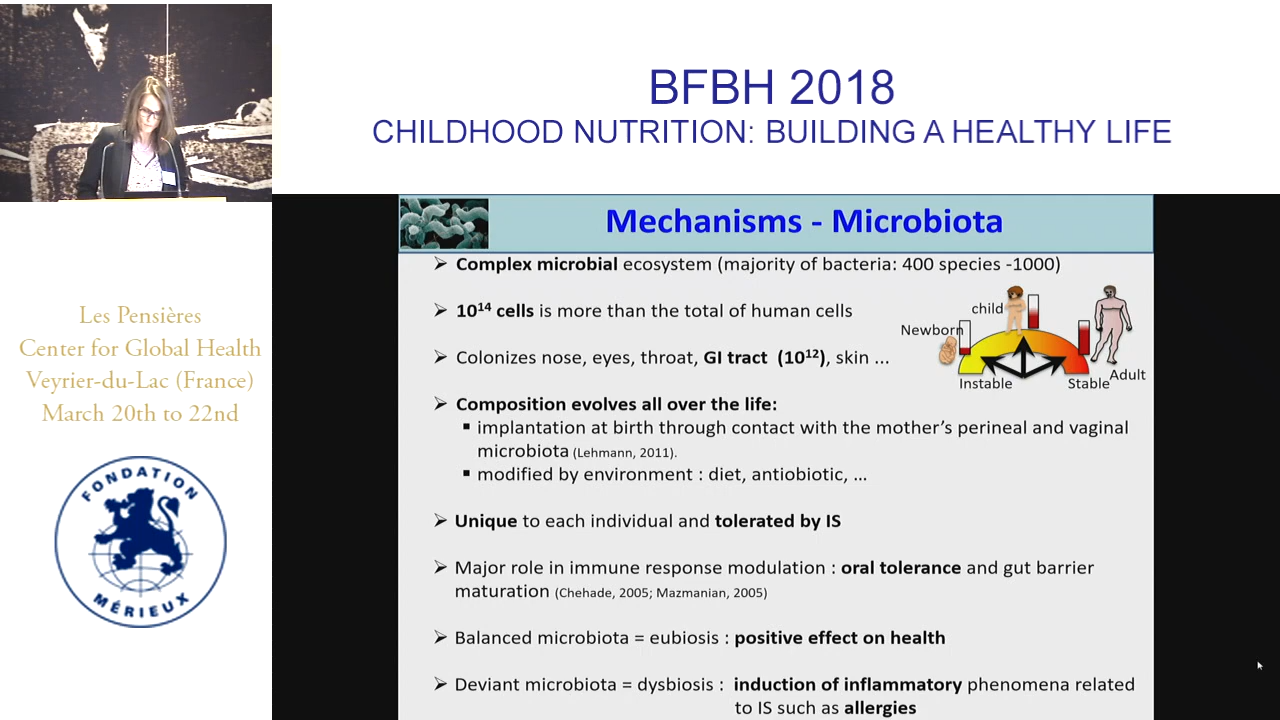 BFBH 2018
CHILDHOOD NUTRITION: BUILDING A HEALTHY LIFE
Les Pensières
Center for Global Health
Veyrier-du-Lac (France)
March 20th to 22nd
FONDATION
MÉRIEUX
Mechanisms - Microbiota
➢ Complex microbial ecosystem (majority of bacteria: 400 species -1000)
➢ 10¹⁴ cells is more than the total of human cells
➢ Colonizes nose, eyes, throat, GI tract (10¹²), skin ...
child
Newborn
Instable
Stable
Adult
➢ Composition evolves all over the life:
▪ implantation at birth through contact with the mother’s perineal and vaginal
microbiota (Lehmann, 2011).
▪ modified by environment : diet, antiobiotic, …
➢ Unique to each individual and tolerated by IS
➢ Major role in immune response modulation : oral tolerance and gut barrier
maturation (Chehade, 2005; Mazmanian, 2005)
➢ Balanced microbiota = eubiosis : positive effect on health
➢ Deviant microbiota = dysbiosis : induction of inflammatory phenomena related
to IS such as allergies